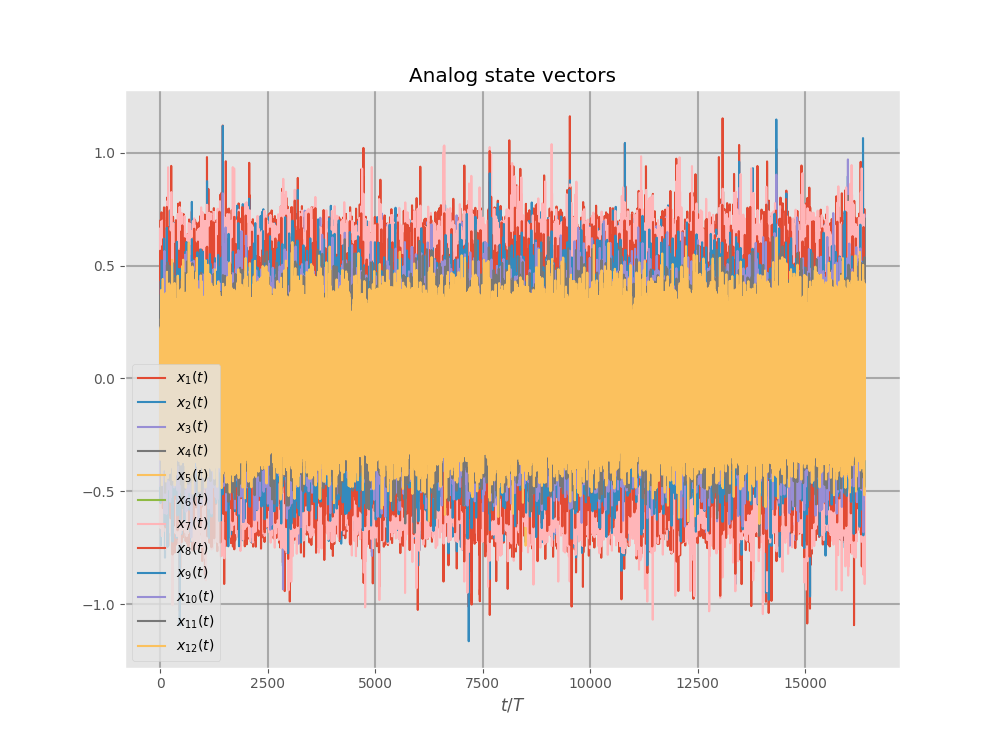 Analog state vectors
1.0
0.5
0.0
−0.5
−1.0
x₁(t)
x₂(t)
x₃(t)
x₄(t)
x₅(t)
x₆(t)
x₇(t)
x₈(t)
x₉(t)
x₁₀(t)
x₁₁(t)
x₁₂(t)
0 2500 5000 7500 10000 12500 15000
t/T